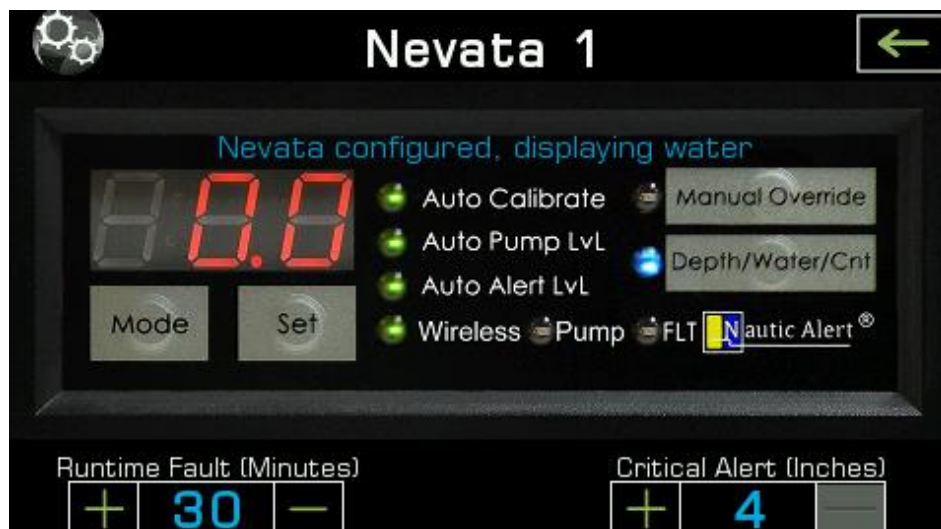 Nevata 1
Nevata configured, displaying water
0.0
Auto Calibrate
Manual Override
Auto Pump LvL
Depth/Water/Cnt
Auto Alert LvL
Mode
Set
Wireless Pump FLT Nautic Alert®
Runtime Fault (Minutes)
+ 30 −
Critical Alert (Inches)
+ 4 −